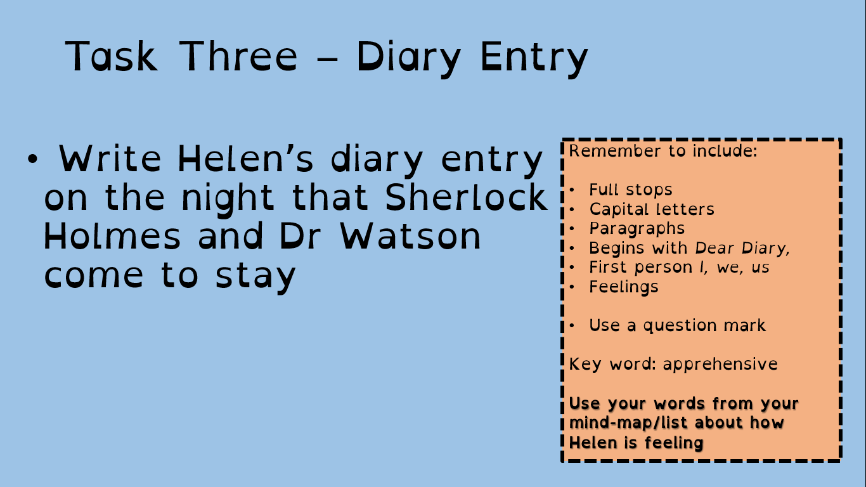 Task Three – Diary Entry
• Write Helen's diary entry
on the night that Sherlock
Holmes and Dr Watson
come to stay
Remember to include:
• Full stops
• Capital letters
• Paragraphs
• Begins with Dear Diary,
• First person I, we, us
• Feelings
• Use a question mark
Key word: apprehensive
Use your words from your
mind-map/list about how
Helen is feeling